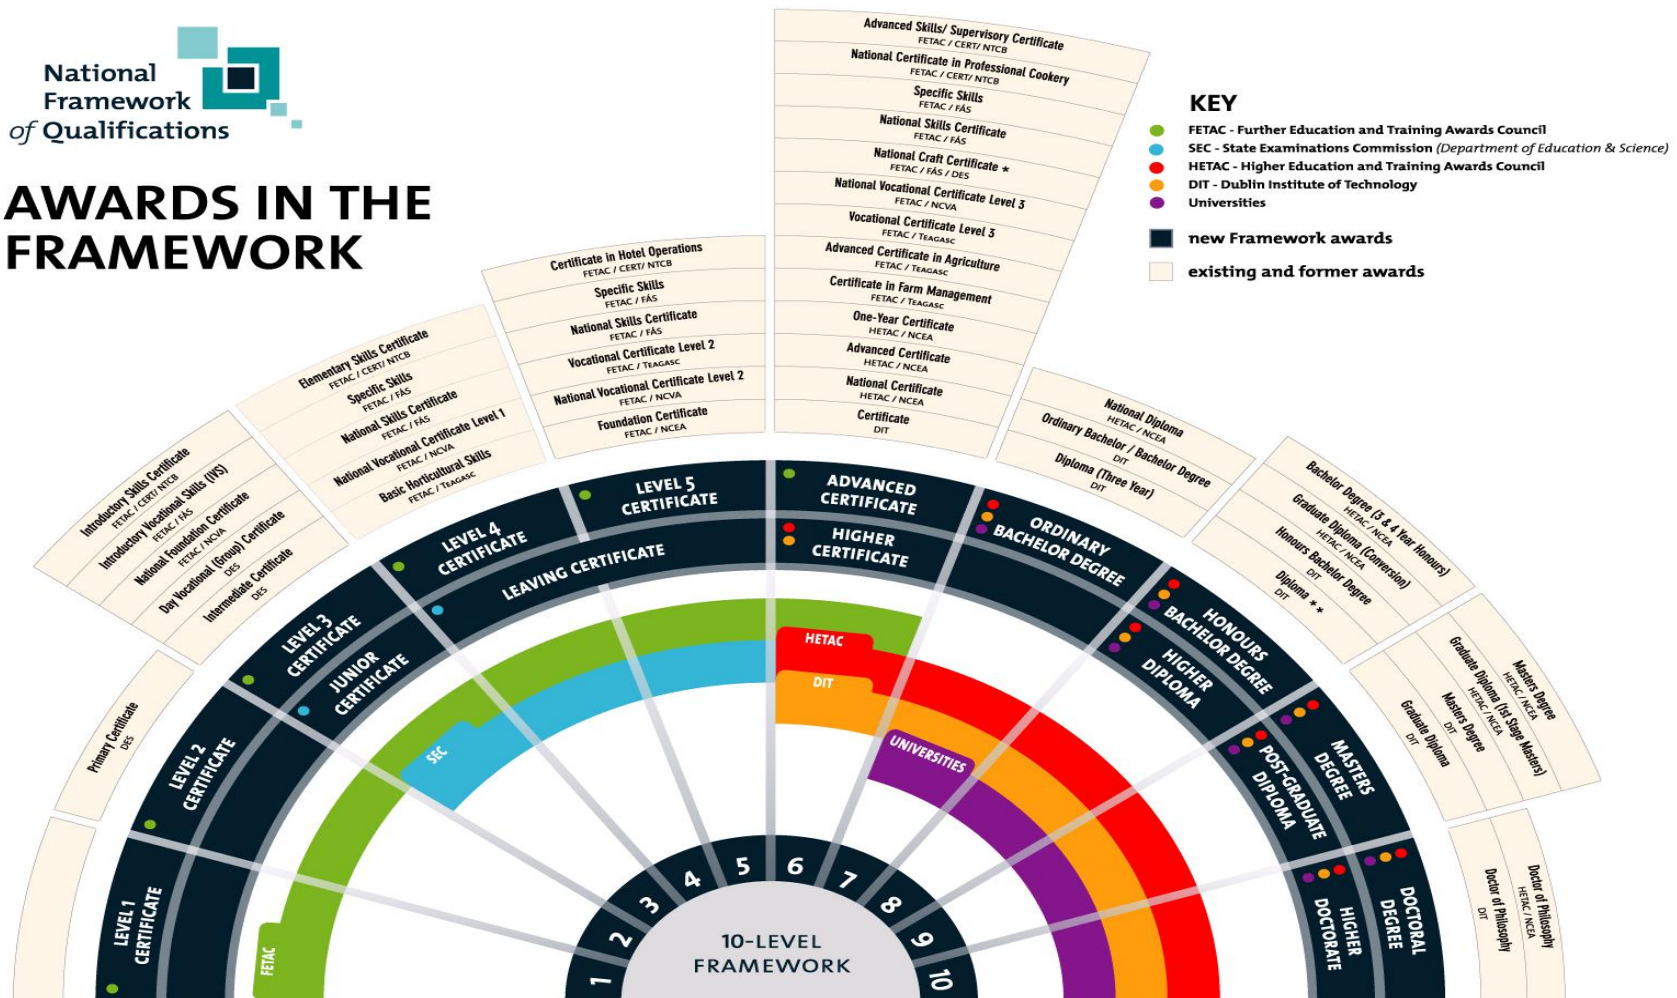 National
Framework
of Qualifications
AWARDS IN THE
FRAMEWORK
KEY
FETAC - Further Education and Training Awards Council
SEC - State Examinations Commission (Department of Education & Science)
HETAC - Higher Education and Training Awards Council
DIT - Dublin Institute of Technology
Universities
new Framework awards
existing and former awards
Primary Certificate
DES
Introductory Skills Certificate
FETAC / CERT/ NTCB
Introductory Vocational Skills (IVS)
FETAC / FÁS
National Foundation Certificate
FETAC / NCVA
Day Vocational (Group) Certificate
DES
Intermediate Certificate
DES
Elementary Skills Certificate
FETAC / CERT/ NTCB
Specific Skills
FETAC / FÁS
National Skills Certificate
FETAC / FÁS
National Vocational Certificate Level 1
FETAC / NCVA
Basic Horticultural Skills
FETAC / TEAGASC
Certificate in Hotel Operations
FETAC / CERT/ NTCB
Specific Skills
FETAC / FÁS
National Skills Certificate
FETAC / FÁS
Vocational Certificate Level 2
FETAC / TEAGASC
National Vocational Certificate Level 2
FETAC / NCVA
Foundation Certificate
FETAC / NCEA
Advanced Skills/ Supervisory Certificate
FETAC / CERT/ NTCB
National Certificate in Professional Cookery
FETAC / CERT/ NTCB
Specific Skills
FETAC / FÁS
National Skills Certificate
FETAC / FÁS
National Craft Certificate *
FETAC / FÁS / DES
National Vocational Certificate Level 3
FETAC / NCVA
Vocational Certificate Level 3
FETAC / TEAGASC
Advanced Certificate in Agriculture
FETAC / TEAGASC
Certificate in Farm Management
FETAC / TEAGASC
One-Year Certificate
HETAC / NCEA
Advanced Certificate
HETAC / NCEA
National Certificate
HETAC / NCEA
Certificate
DIT
National Diploma
HETAC / NCEA
Ordinary Bachelor / Bachelor Degree
DIT
Diploma (Three Year)
DIT
Bachelor Degree (3 & 4 Year Honours)
HETAC / NCEA
Graduate Diploma (Conversion)
HETAC / NCEA
Honours Bachelor Degree
DIT
Diploma **
DIT
Masters Degree
HETAC / NCEA
Graduate Diploma (1st Stage Masters)
HETAC / NCEA
Masters Degree
DIT
Graduate Diploma
DIT
Doctor of Philosophy
HETAC / NCEA
Doctor of Philosophy
DIT
LEVEL 1
CERTIFICATE
LEVEL 2
CERTIFICATE
LEVEL 3
CERTIFICATE
JUNIOR
CERTIFICATE
LEVEL 4
CERTIFICATE
LEVEL 5
CERTIFICATE
LEAVING CERTIFICATE
ADVANCED
CERTIFICATE
HIGHER
CERTIFICATE
ORDINARY
BACHELOR DEGREE
HONOURS
BACHELOR DEGREE
HIGHER
DIPLOMA
MASTERS
DEGREE
POST-GRADUATE
DIPLOMA
DOCTORAL
DEGREE
HIGHER
DOCTORATE
FETAC
SEC
HETAC
DIT
UNIVERSITIES
1
2
3
4
5
6
7
8
9
10
10-LEVEL
FRAMEWORK